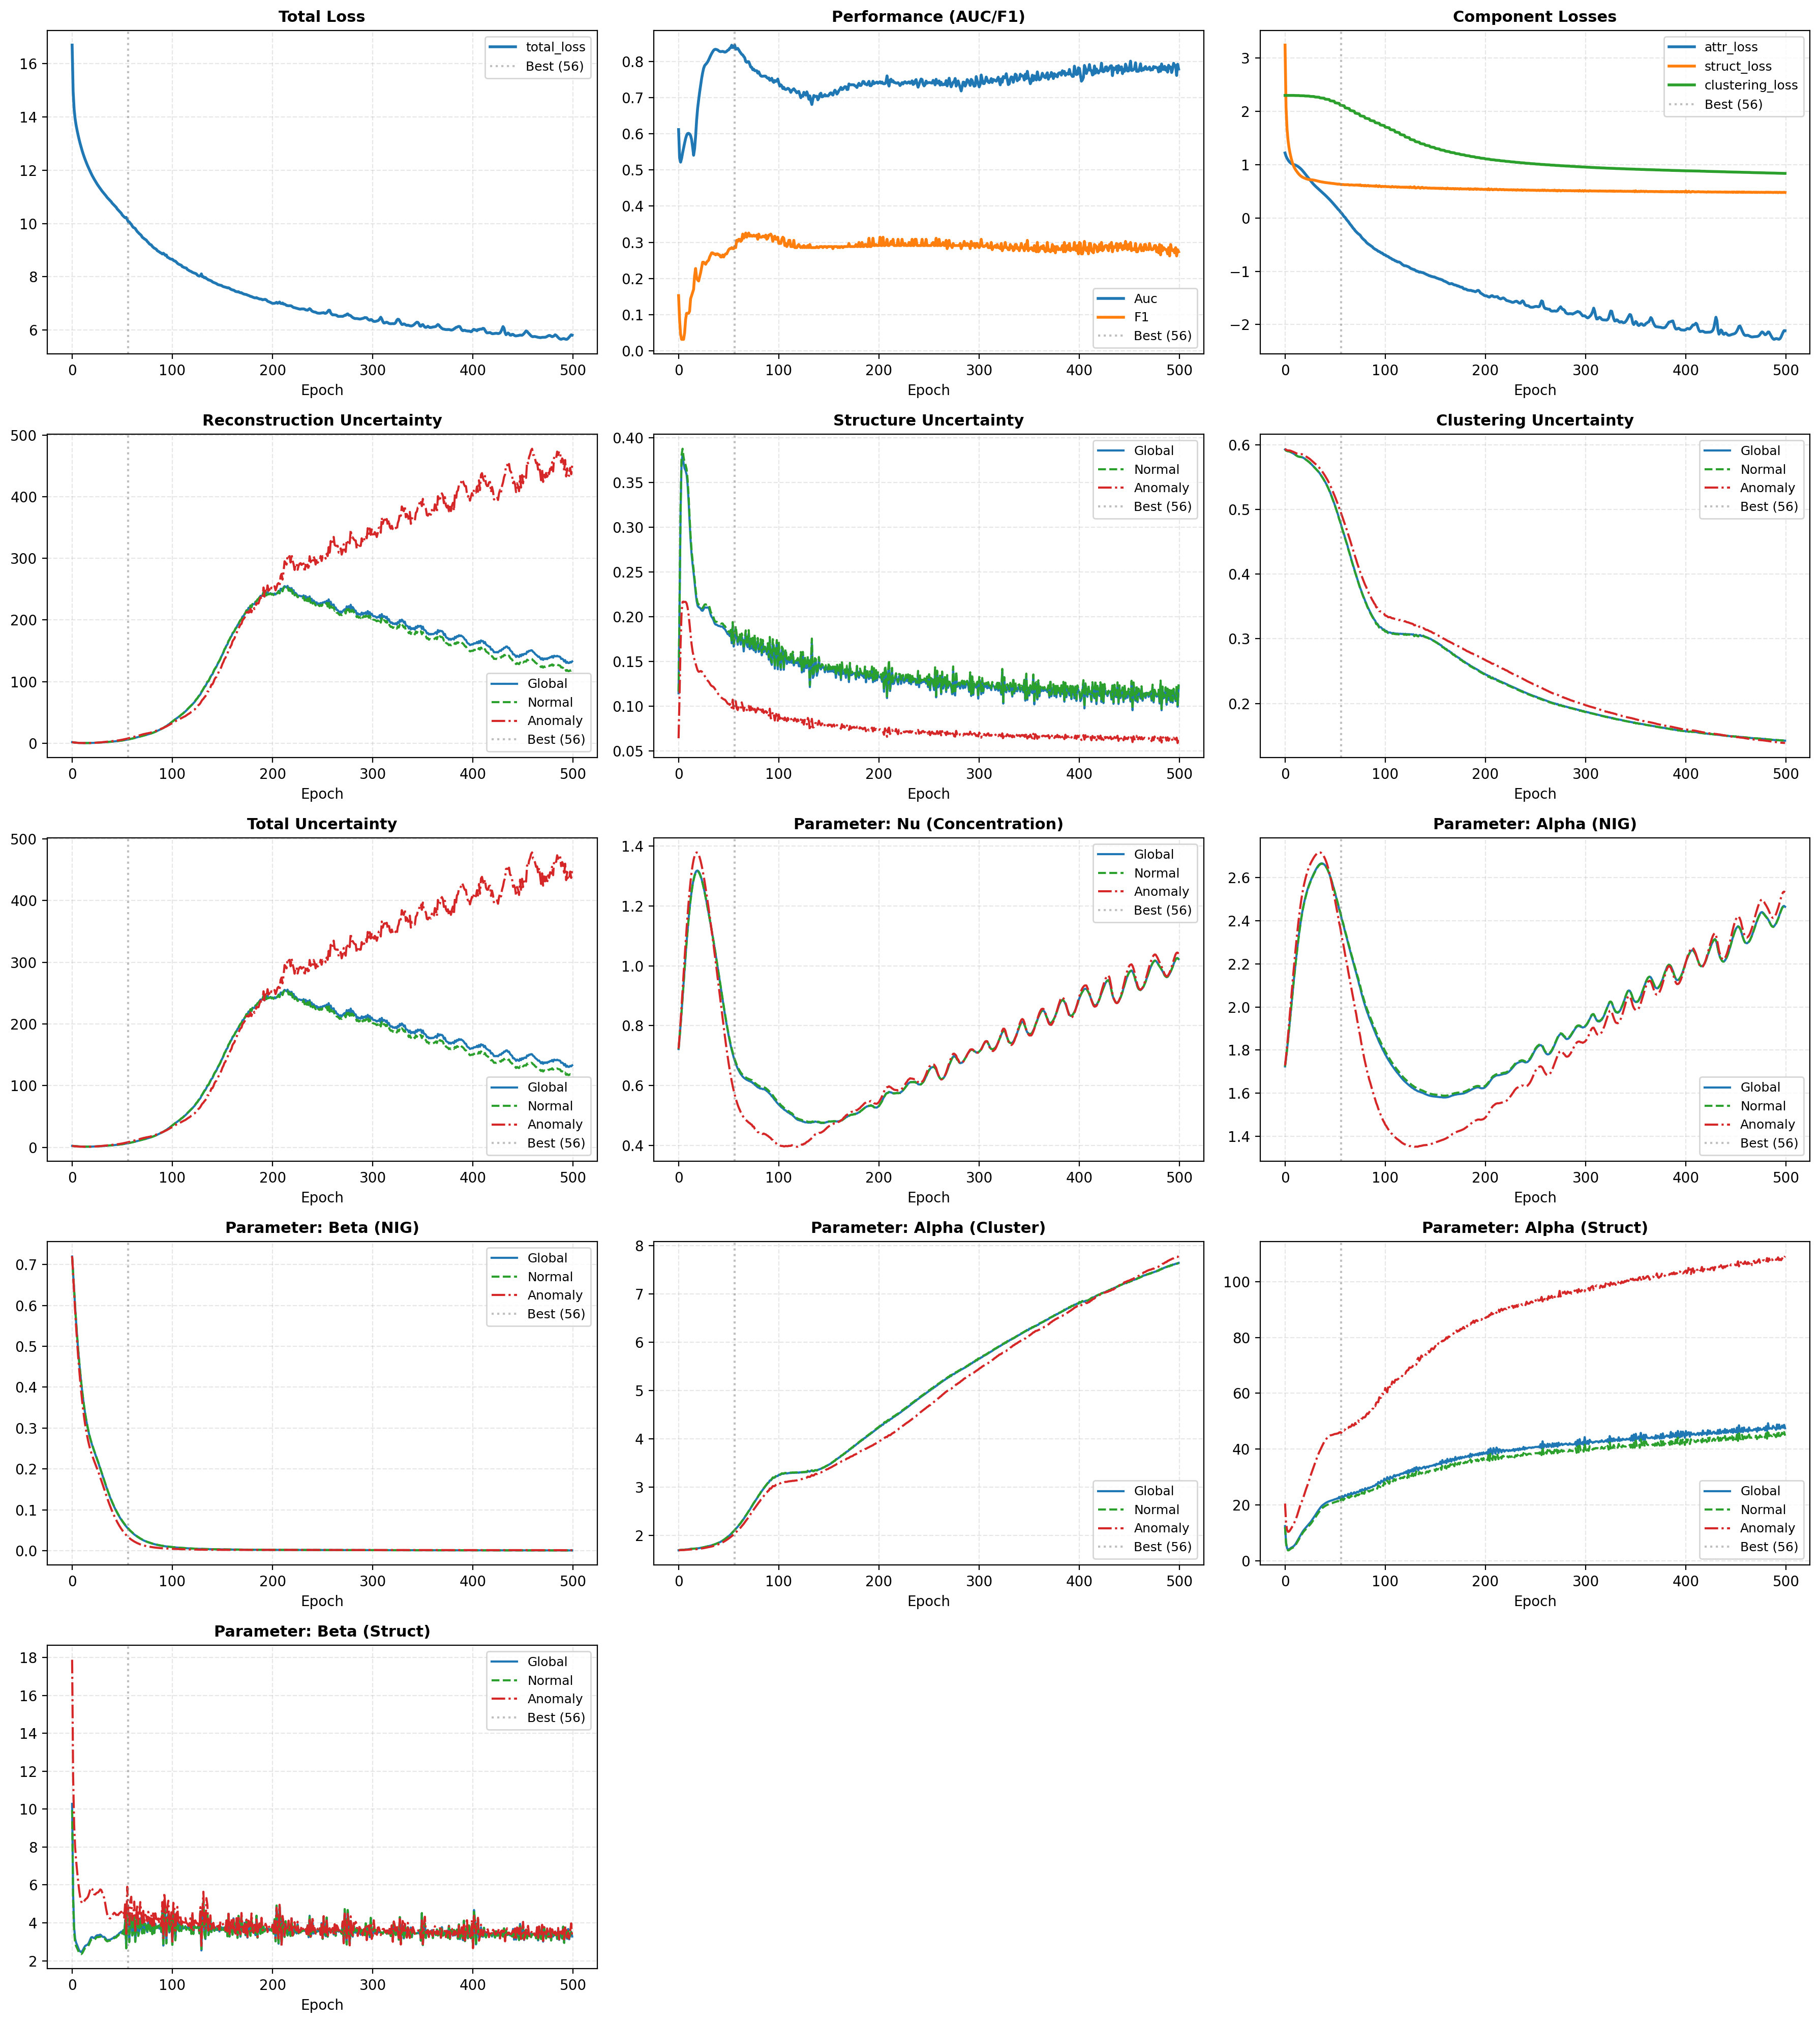 Total Loss
16
14
12
10
8
6
total_loss
Best (56)
0
100
200
300
400
500
Epoch
Performance (AUC/F1)
0.8
0.7
0.6
0.5
0.4
0.3
0.2
0.1
0.0
Auc
F1
Best (56)
0
100
200
300
400
500
Epoch
Component Losses
3
2
1
0
−1
−2
attr_loss
struct_loss
clustering_loss
Best (56)
0
100
200
300
400
500
Epoch
Reconstruction Uncertainty
500
400
300
200
100
0
Global
Normal
Anomaly
Best (56)
0
100
200
300
400
500
Epoch
Structure Uncertainty
0.40
0.35
0.30
0.25
0.20
0.15
0.10
0.05
Global
Normal
Anomaly
Best (56)
0
100
200
300
400
500
Epoch
Clustering Uncertainty
0.6
0.5
0.4
0.3
0.2
Global
Normal
Anomaly
Best (56)
0
100
200
300
400
500
Epoch
Total Uncertainty
500
400
300
200
100
0
Global
Normal
Anomaly
Best (56)
0
100
200
300
400
500
Epoch
Parameter: Nu (Concentration)
1.4
1.2
1.0
0.8
0.6
0.4
Global
Normal
Anomaly
Best (56)
0
100
200
300
400
500
Epoch
Parameter: Alpha (NIG)
2.6
2.4
2.2
2.0
1.8
1.6
1.4
Global
Normal
Anomaly
Best (56)
0
100
200
300
400
500
Epoch
Parameter: Beta (NIG)
0.7
0.6
0.5
0.4
0.3
0.2
0.1
0.0
Global
Normal
Anomaly
Best (56)
0
100
200
300
400
500
Epoch
Parameter: Alpha (Cluster)
8
7
6
5
4
3
2
Global
Normal
Anomaly
Best (56)
0
100
200
300
400
500
Epoch
Parameter: Alpha (Struct)
100
80
60
40
20
0
Global
Normal
Anomaly
Best (56)
0
100
200
300
400
500
Epoch
Parameter: Beta (Struct)
18
16
14
12
10
8
6
4
2
Global
Normal
Anomaly
Best (56)
0
100
200
300
400
500
Epoch